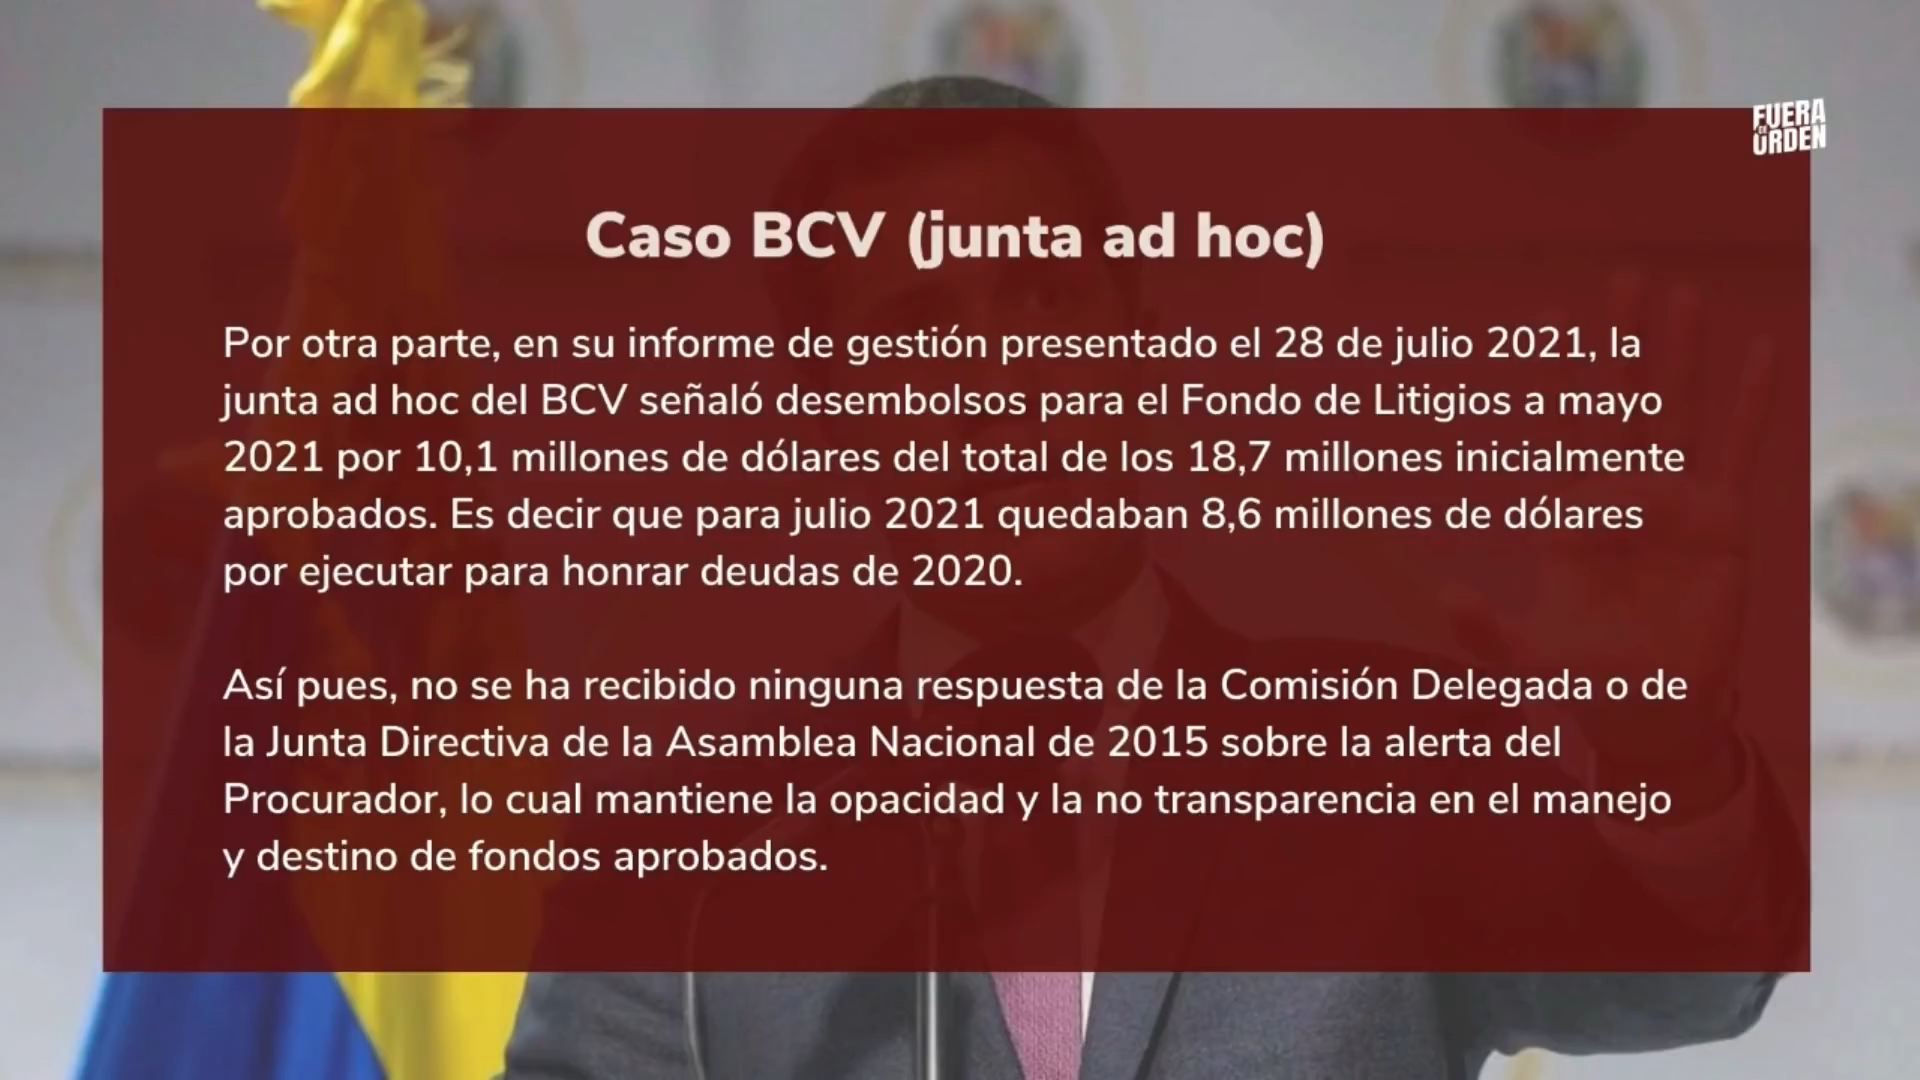 FUERA
DE
ORDEN
Caso BCV (junta ad hoc)
Por otra parte, en su informe de gestión presentado el 28 de julio 2021, la
junta ad hoc del BCV señaló desembolsos para el Fondo de Litigios a mayo
2021 por 10,1 millones de dólares del total de los 18,7 millones inicialmente
aprobados. Es decir que para julio 2021 quedaban 8,6 millones de dólares
por ejecutar para honrar deudas de 2020.
Así pues, no se ha recibido ninguna respuesta de la Comisión Delegada o de
la Junta Directiva de la Asamblea Nacional de 2015 sobre la alerta del
Procurador, lo cual mantiene la opacidad y la no transparencia en el manejo
y destino de fondos aprobados.